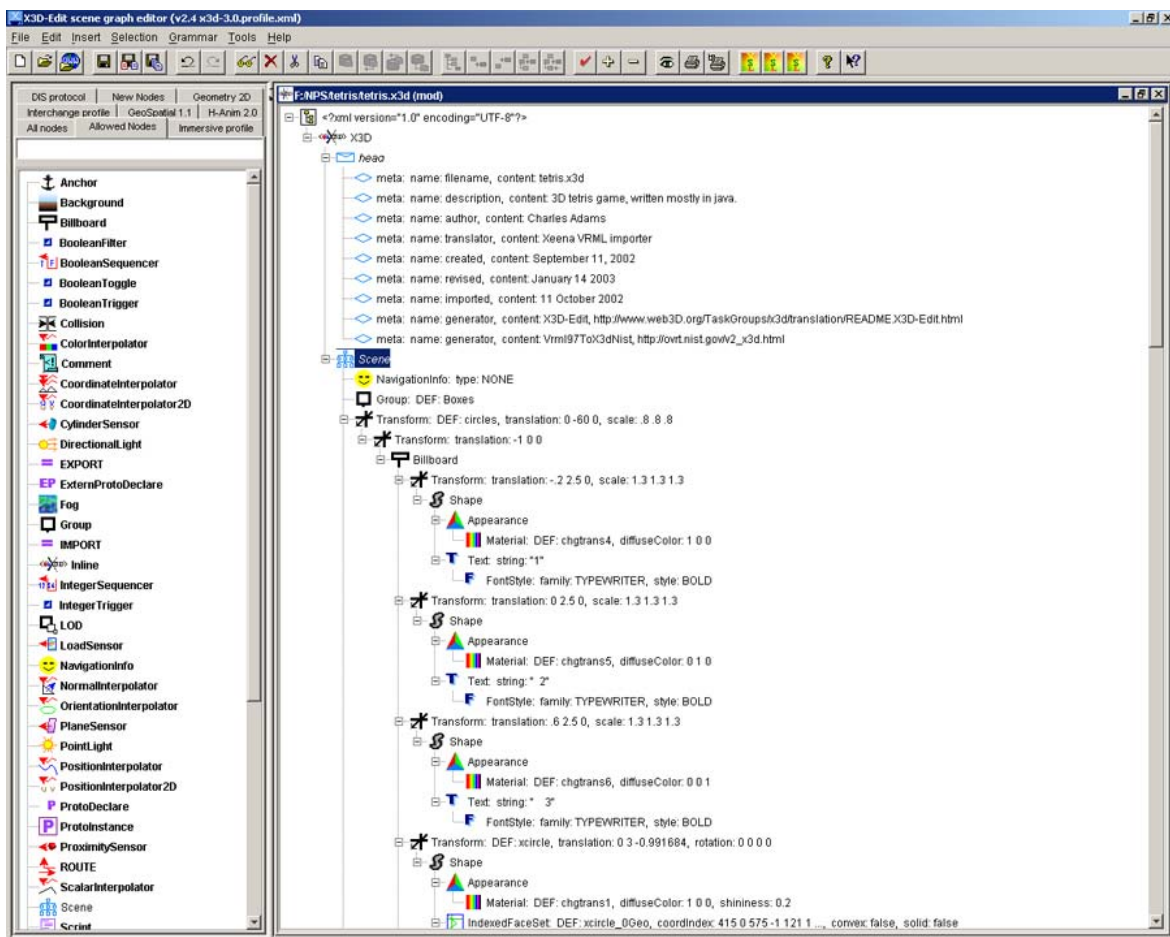 X3D-Edit scene graph editor (v2.4 x3d-3.0.profile.xml)
File Edit Insert Selection Grammar Tools Help
DIS protocol New Nodes Geometry 2D
Interchange profile GeoSpatial 1.1 H-Anim 2.0
All nodes Allowed Nodes Immersive profile
Anchor
Background
Billboard
BooleanFilter
BooleanSequencer
BooleanToggle
BooleanTrigger
Collision
ColorInterpolator
Comment
CoordinateInterpolator
CoordinateInterpolator2D
CylinderSensor
DirectionalLight
EXPORT
EP ExternProtoDeclare
Fog
Group
IMPORT
Inline
IntegerSequencer
IntegerTrigger
LOD
LoadSensor
NavigationInfo
NormalInterpolator
OrientationInterpolator
PlaneSensor
PointLight
PositionInterpolator
PositionInterpolator2D
P ProtoDeclare
P ProtoInstance
ProximitySensor
ROUTE
ScalarInterpolator
Scene
Script
F:/NPS/tetris/tetris.x3d (mod)
<?xml version="1.0" encoding="UTF-8"?>
X3D
head
meta: name: filename, content: tetris.x3d
meta: name: description, content: 3D tetris game, written mostly in java.
meta: name: author, content: Charles Adams
meta: name: translator, content: Xeena VRML importer
meta: name: created, content: September 11, 2002
meta: name: revised, content: January 14 2003
meta: name: imported, content: 11 October 2002
meta: name: generator, content: X3D-Edit, http://www.web3D.org/TaskGroups/x3d/translation/README.X3D-Edit.html
meta: name: generator, content: Vrml97ToX3dNist, http://ovrt.nist.gov/v2_x3d.html
Scene
NavigationInfo: type: NONE
Group: DEF: Boxes
Transform: DEF: circles, translation: 0 -60 0, scale: .8 .8 .8
Transform: translation: -1 0 0
Billboard
Transform: translation: -.2 2.5 0, scale: 1.3 1.3 1.3
Shape
Appearance
Material: DEF: chgtrans4, diffuseColor: 1 0 0
T Text: string: "1"
F FontStyle: family: TYPEWRITER, style: BOLD
Transform: translation: 0 2.5 0, scale: 1.3 1.3 1.3
Shape
Appearance
Material: DEF: chgtrans5, diffuseColor: 0 1 0
T Text: string: " 2"
F FontStyle: family: TYPEWRITER, style: BOLD
Transform: translation: .6 2.5 0, scale: 1.3 1.3 1.3
Shape
Appearance
Material: DEF: chgtrans6, diffuseColor: 0 0 1
T Text: string: "  3"
F FontStyle: family: TYPEWRITER, style: BOLD
Transform: DEF: xcircle, translation: 0 3 -0.991684, rotation: 0 0 0 0
Shape
Appearance
Material: DEF: chgtrans1, diffuseColor: 1 0 0, shininess: 0.2
IndexedFaceSet: DEF: xcircle_0Geo, coordIndex: 415 0 575 -1 121 1 ..., convex: false, solid: false